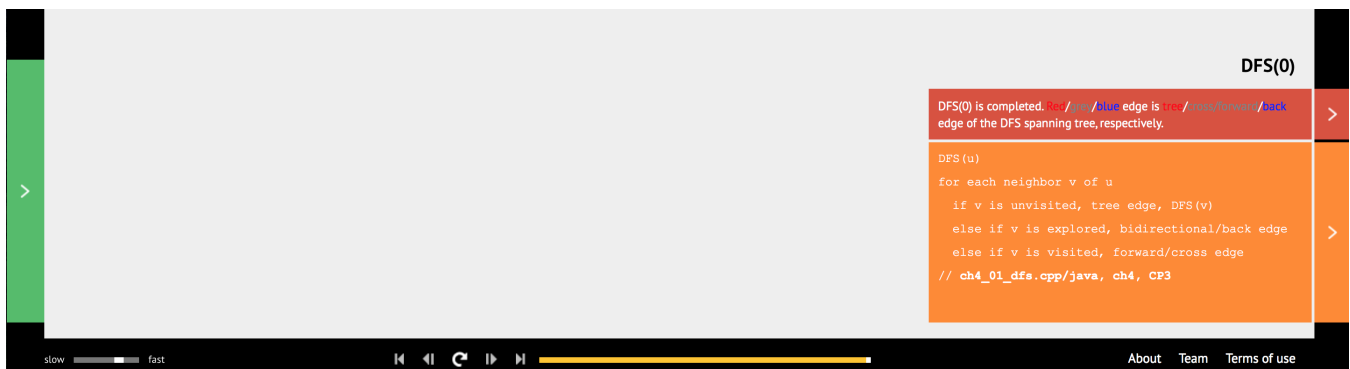 DFS(0)
DFS(0) is completed. Red/grey/blue edge is tree/cross/forward/back
edge of the DFS spanning tree, respectively.
DFS(u)
for each neighbor v of u
if v is unvisited, tree edge, DFS(v)
else if v is explored, bidirectional/back edge
else if v is visited, forward/cross edge
// ch4_01_dfs.cpp/java, ch4, CP3
slow fast About Team Terms of use